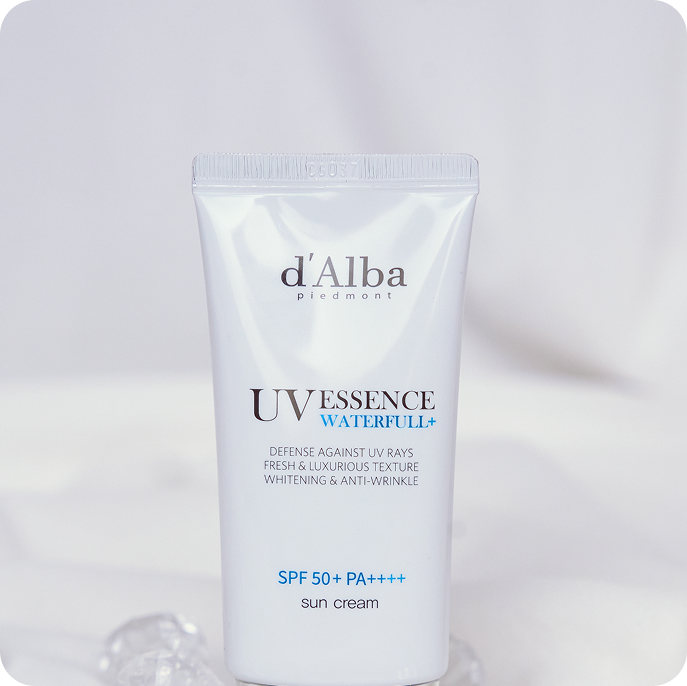 d'Alba
piedmont
UV ESSENCE
WATERFULL+
DEFENSE AGAINST UV RAYS
FRESH & LUXURIOUS TEXTURE
WHITENING & ANTI-WRINKLE
SPF 50+ PA++++
sun cream